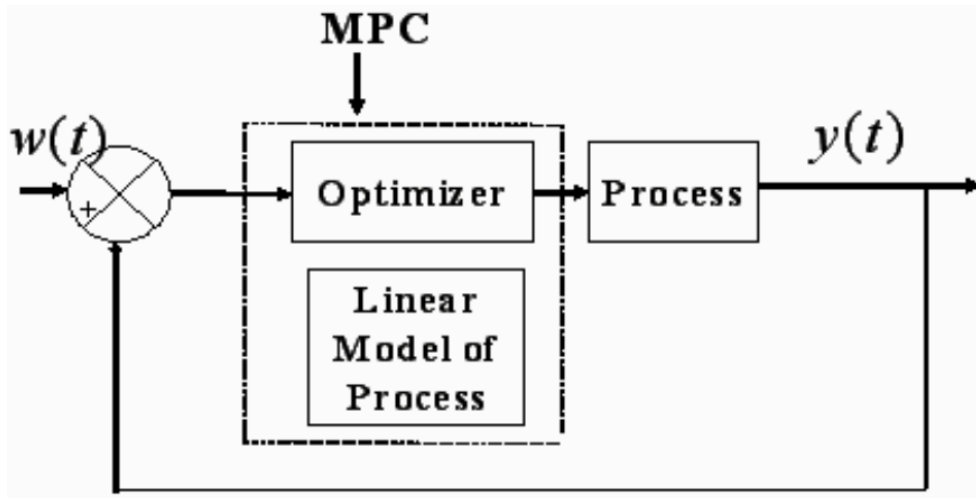 MPC
w(t)
y(t)
+
Optimizer
Process
Linear
Model of
Process